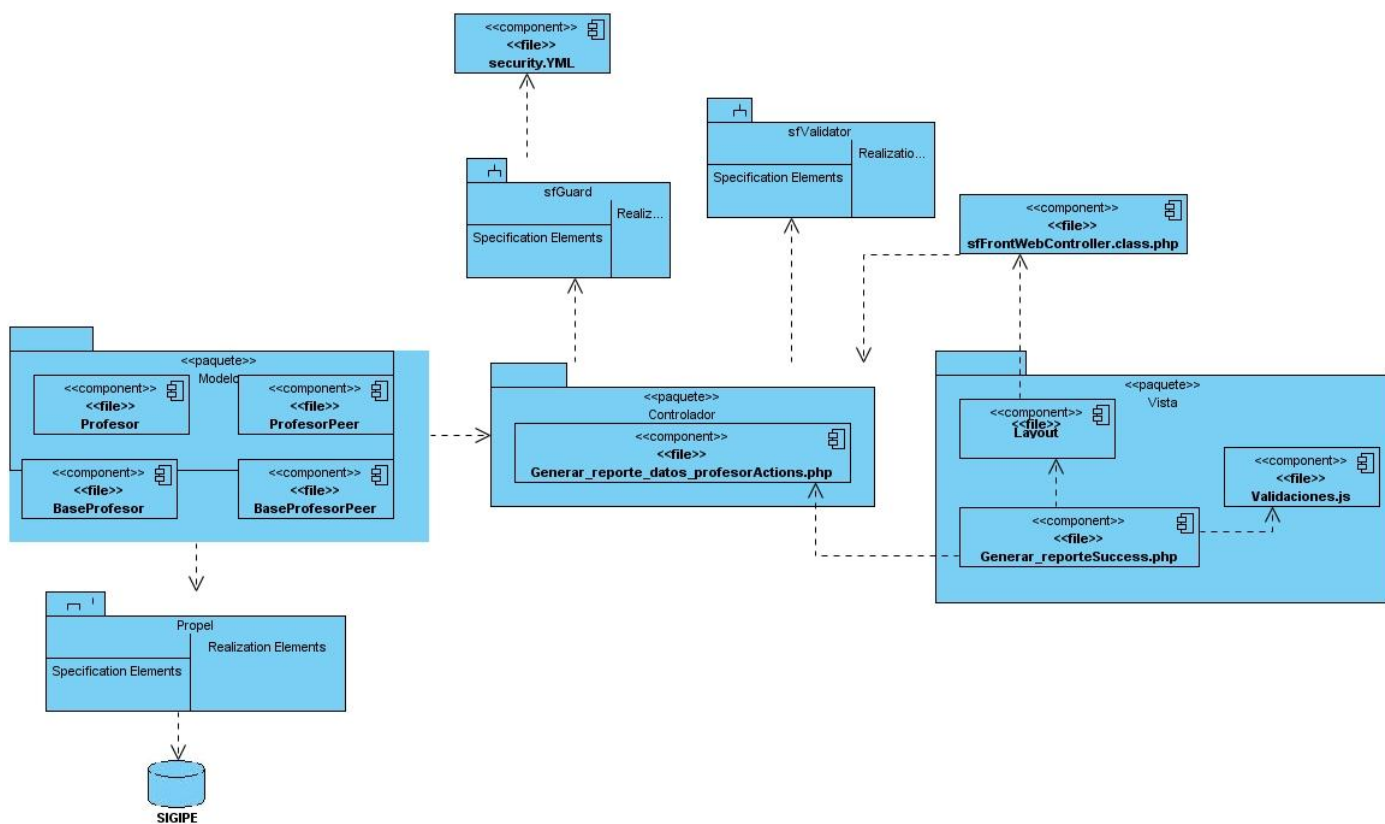 <<component>>
<<file>>
security.YML
sfValidator
Realizatio...
Specification Elements
sfGuard
Realiz...
Specification Elements
<<component>>
<<file>>
sfFrontWebController.class.php
<<paquete>>
Modelo
<<component>>
<<file>>
Profesor
<<component>>
<<file>>
ProfesorPeer
<<component>>
<<file>>
BaseProfesor
<<component>>
<<file>>
BaseProfesorPeer
<<paquete>>
Controlador
<<component>>
<<file>>
Generar_reporte_datos_profesorActions.php
<<paquete>>
Vista
<<component>>
<<file>>
Layout
<<component>>
<<file>>
Validaciones.js
<<component>>
<<file>>
Generar_reporteSuccess.php
Propel
Realization Elements
Specification Elements
SIGIPE